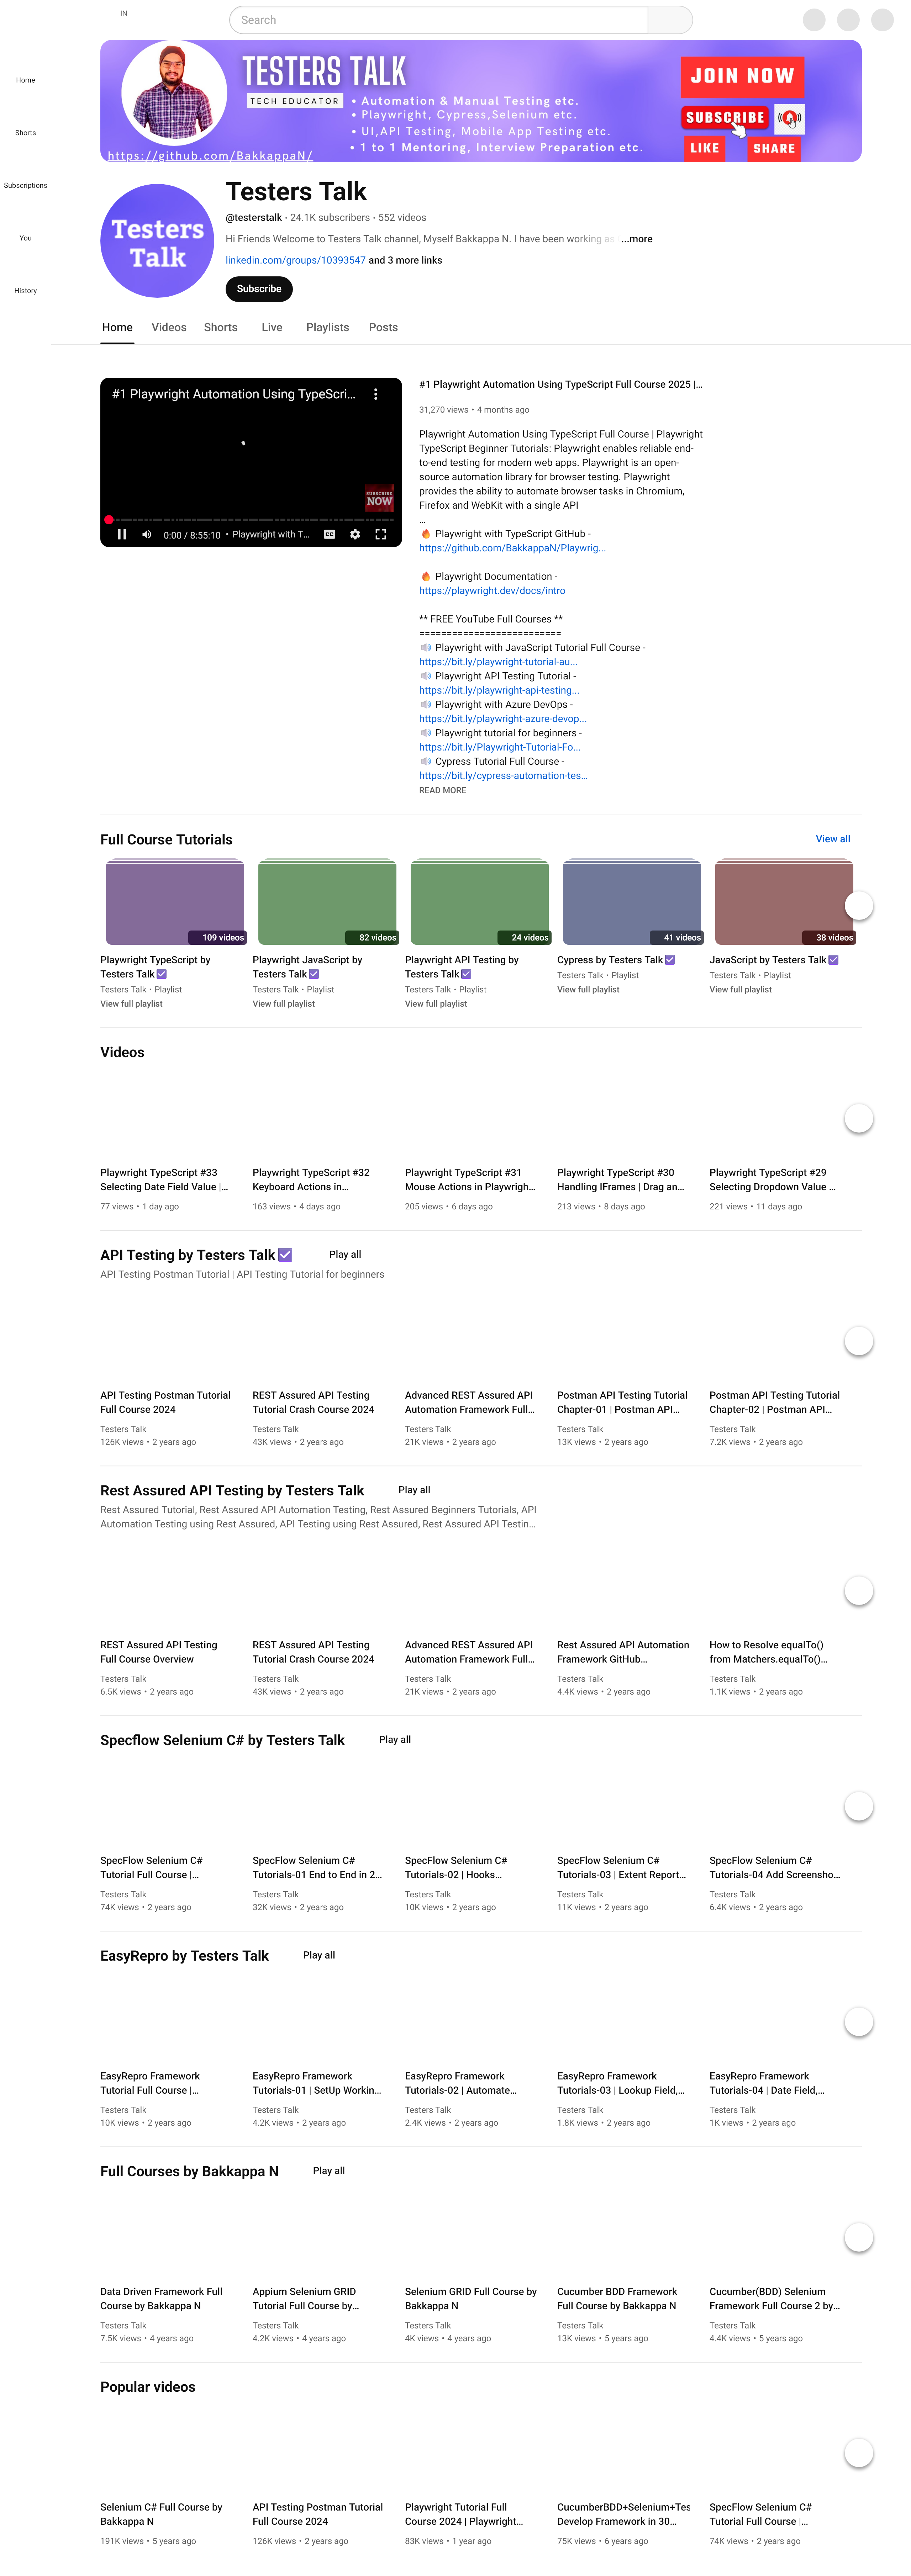 IN
Search
Home
Shorts
Subscriptions
You
History
TESTERS TALK
TECH EDUCATOR
• Automation & Manual Testing etc.
• Playwright, Cypress,Selenium etc.
• UI,API Testing, Mobile App Testing etc.
• 1 to 1 Mentoring, Interview Preparation etc.
https://github.com/BakkappaN/
JOIN NOW
SUBSCRIBE
LIKE
SHARE
Testers
Talk
Testers Talk
@testerstalk · 24.1K subscribers · 552 videos
Hi Friends Welcome to Testers Talk channel, Myself Bakkappa N. I have been working as ...more
linkedin.com/groups/10393547 and 3 more links
Subscribe
Home Videos Shorts Live Playlists Posts
#1 Playwright Automation Using TypeScri...
SUBSCRIBE
NOW
0:00 / 8:55:10 • Playwright with T...
#1 Playwright Automation Using TypeScript Full Course 2025 |...
31,270 views • 4 months ago
Playwright Automation Using TypeScript Full Course | Playwright
TypeScript Beginner Tutorials: Playwright enables reliable end-
to-end testing for modern web apps. Playwright is an open-
source automation library for browser testing. Playwright
provides the ability to automate browser tasks in Chromium,
Firefox and WebKit with a single API
...
🔥 Playwright with TypeScript GitHub -
https://github.com/BakkappaN/Playwrig...
🔥 Playwright Documentation -
https://playwright.dev/docs/intro
** FREE YouTube Full Courses **
==========================
🔊 Playwright with JavaScript Tutorial Full Course -
https://bit.ly/playwright-tutorial-au...
🔊 Playwright API Testing Tutorial -
https://bit.ly/playwright-api-testing...
🔊 Playwright with Azure DevOps -
https://bit.ly/playwright-azure-devop...
🔊 Playwright tutorial for beginners -
https://bit.ly/Playwright-Tutorial-Fo...
🔊 Cypress Tutorial Full Course -
https://bit.ly/cypress-automation-tes...
READ MORE
Full Course Tutorials
View all
109 videos
82 videos
24 videos
41 videos
38 videos
Playwright TypeScript by
Testers Talk☑
Testers Talk • Playlist
View full playlist
Playwright JavaScript by
Testers Talk☑
Testers Talk • Playlist
View full playlist
Playwright API Testing by
Testers Talk☑
Testers Talk • Playlist
View full playlist
Cypress by Testers Talk☑
Testers Talk • Playlist
View full playlist
JavaScript by Testers Talk☑
Testers Talk • Playlist
View full playlist
Videos
Playwright TypeScript #33
Selecting Date Field Value |...
77 views • 1 day ago
Playwright TypeScript #32
Keyboard Actions in...
163 views • 4 days ago
Playwright TypeScript #31
Mouse Actions in Playwrigh...
205 views • 6 days ago
Playwright TypeScript #30
Handling IFrames | Drag an...
213 views • 8 days ago
Playwright TypeScript #29
Selecting Dropdown Value ...
221 views • 11 days ago
API Testing by Testers Talk☑
Play all
API Testing Postman Tutorial | API Testing Tutorial for beginners
API Testing Postman Tutorial
Full Course 2024
Testers Talk
126K views • 2 years ago
REST Assured API Testing
Tutorial Crash Course 2024
Testers Talk
43K views • 2 years ago
Advanced REST Assured API
Automation Framework Full...
Testers Talk
21K views • 2 years ago
Postman API Testing Tutorial
Chapter-01 | Postman API...
Testers Talk
13K views • 2 years ago
Postman API Testing Tutorial
Chapter-02 | Postman API...
Testers Talk
7.2K views • 2 years ago
Rest Assured API Testing by Testers Talk
Play all
Rest Assured Tutorial, Rest Assured API Automation Testing, Rest Assured Beginners Tutorials, API
Automation Testing using Rest Assured, API Testing using Rest Assured, Rest Assured API Testin...
REST Assured API Testing
Full Course Overview
Testers Talk
6.5K views • 2 years ago
REST Assured API Testing
Tutorial Crash Course 2024
Testers Talk
43K views • 2 years ago
Advanced REST Assured API
Automation Framework Full...
Testers Talk
21K views • 2 years ago
Rest Assured API Automation
Framework GitHub...
Testers Talk
4.4K views • 2 years ago
How to Resolve equalTo()
from Matchers.equalTo()...
Testers Talk
1.1K views • 2 years ago
Specflow Selenium C# by Testers Talk
Play all
SpecFlow Selenium C#
Tutorial Full Course |...
Testers Talk
74K views • 2 years ago
SpecFlow Selenium C#
Tutorials-01 End to End in 2...
Testers Talk
32K views • 2 years ago
SpecFlow Selenium C#
Tutorials-02 | Hooks...
Testers Talk
10K views • 2 years ago
SpecFlow Selenium C#
Tutorials-03 | Extent Report...
Testers Talk
11K views • 2 years ago
SpecFlow Selenium C#
Tutorials-04 Add Screensho...
Testers Talk
6.4K views • 2 years ago
EasyRepro by Testers Talk
Play all
EasyRepro Framework
Tutorial Full Course |...
Testers Talk
10K views • 2 years ago
EasyRepro Framework
Tutorials-01 | SetUp Workin...
Testers Talk
4.2K views • 2 years ago
EasyRepro Framework
Tutorials-02 | Automate...
Testers Talk
2.4K views • 2 years ago
EasyRepro Framework
Tutorials-03 | Lookup Field,...
Testers Talk
1.8K views • 2 years ago
EasyRepro Framework
Tutorials-04 | Date Field,...
Testers Talk
1K views • 2 years ago
Full Courses by Bakkappa N
Play all
Data Driven Framework Full
Course by Bakkappa N
Testers Talk
7.5K views • 4 years ago
Appium Selenium GRID
Tutorial Full Course by...
Testers Talk
4.2K views • 4 years ago
Selenium GRID Full Course by
Bakkappa N
Testers Talk
4K views • 4 years ago
Cucumber BDD Framework
Full Course by Bakkappa N
Testers Talk
13K views • 5 years ago
Cucumber(BDD) Selenium
Framework Full Course 2 by...
Testers Talk
4.4K views • 5 years ago
Popular videos
Selenium C# Full Course by
Bakkappa N
191K views • 5 years ago
API Testing Postman Tutorial
Full Course 2024
126K views • 2 years ago
Playwright Tutorial Full
Course 2024 | Playwright...
83K views • 1 year ago
CucumberBDD+Selenium+Tes
Develop Framework in 30...
75K views • 6 years ago
SpecFlow Selenium C#
Tutorial Full Course |...
74K views • 2 years ago